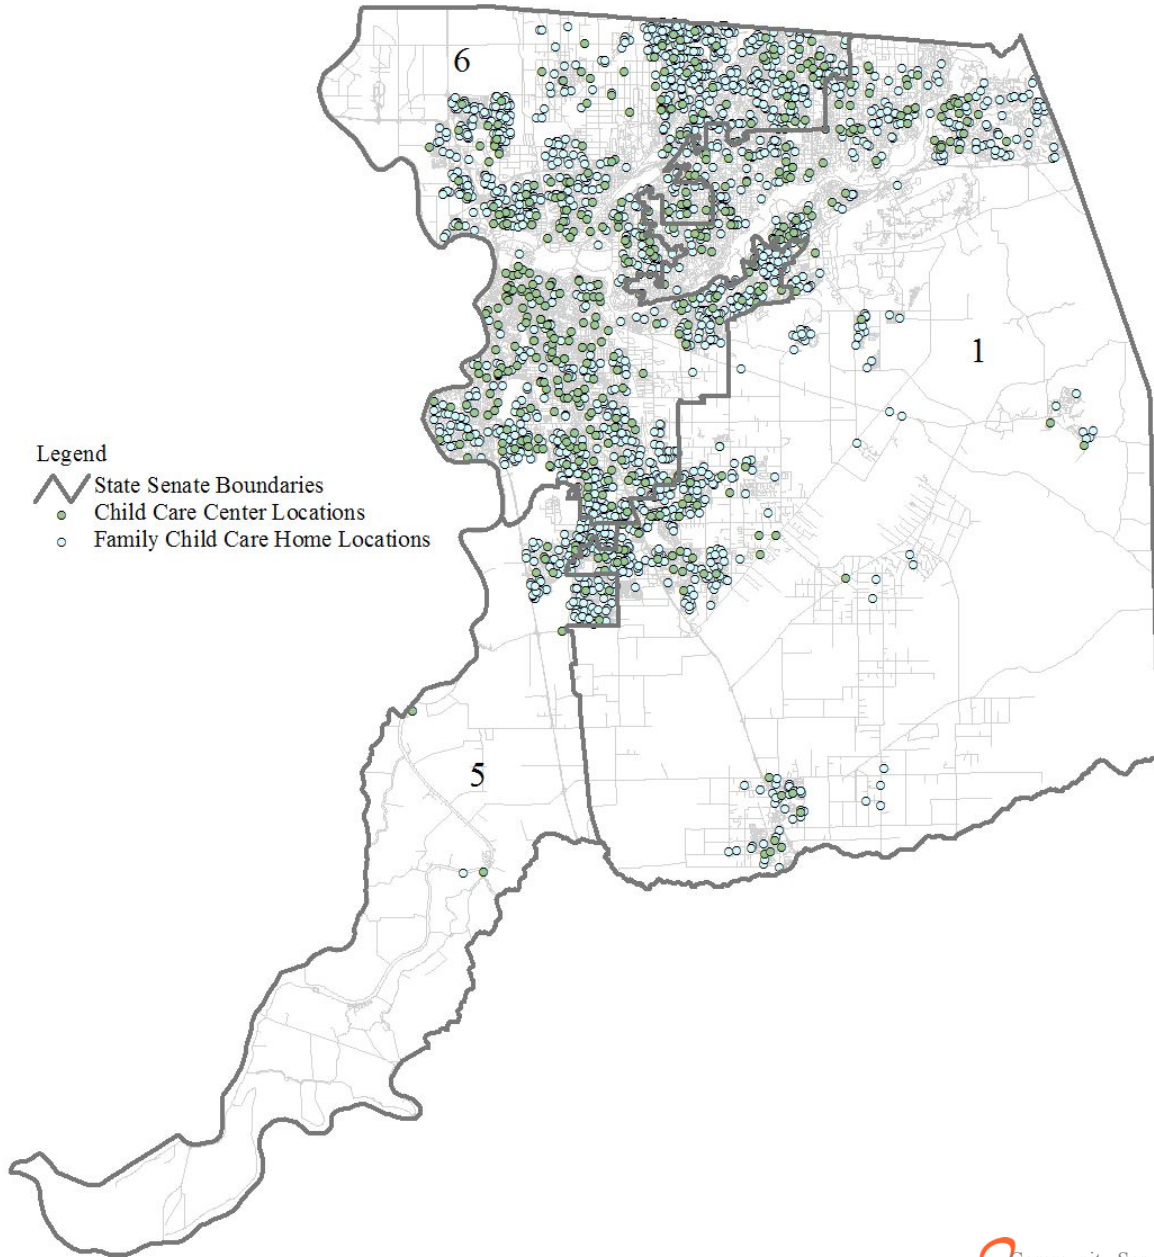 6
1
Legend
State Senate Boundaries
Child Care Center Locations
Family Child Care Home Locations
5